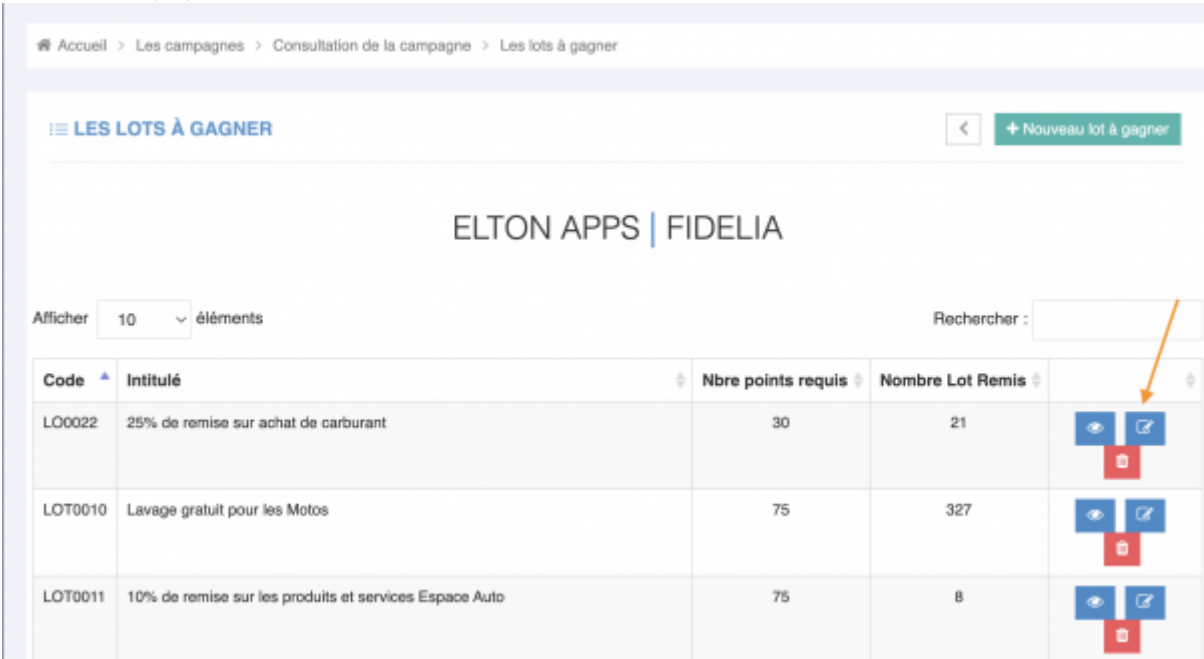 Accueil > Les campagnes > Consultation de la campagne > Les lots à gagner
LES LOTS À GAGNER
< + Nouveau lot à gagner
ELTON APPS | FIDELIA
Afficher 10 éléments Rechercher :
Code Intitulé Nbre points requis Nombre Lot Remis
LO0022 25% de remise sur achat de carburant 30 21
LOT0010 Lavage gratuit pour les Motos 75 327
LOT0011 10% de remise sur les produits et services Espace Auto 75 8